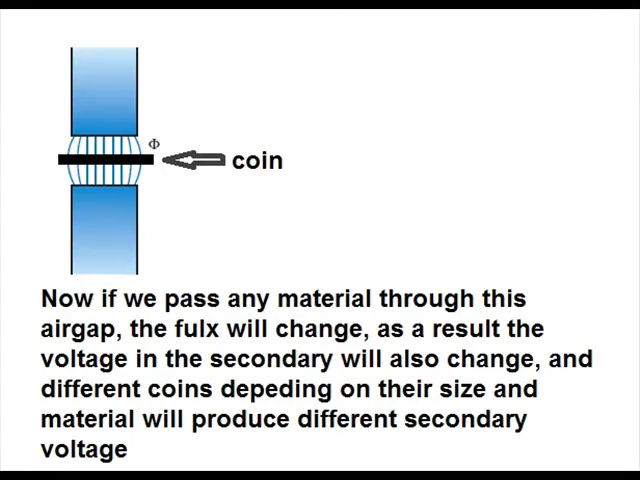 Φ
coin
Now if we pass any material through this
airgap, the fulx will change, as a result the
voltage in the secondary will also change, and
different coins depeding on their size and
material will produce different secondary
voltage